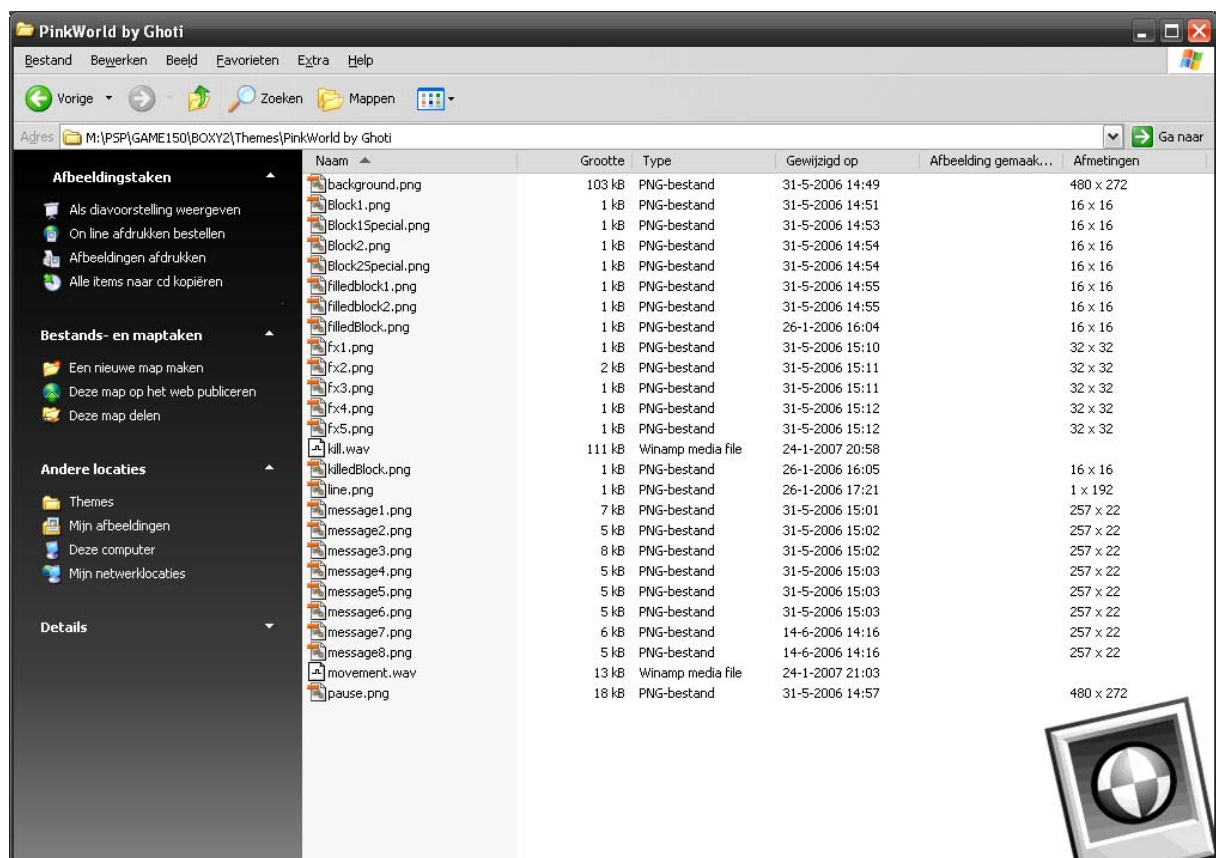 PinkWorld by Ghoti
Bestand Bewerken Beeld Favorieten Extra Help
Vorige Zoeken Mappen
Adres M:\PSP\GAME150\BOXY2\Themes\PinkWorld by Ghoti Ga naar
Afbeeldingstaken
Als diavoorstelling weergeven
On line afdrukken bestellen
Afbeeldingen afdrukken
Alle items naar cd kopiëren
Bestands- en maptaken
Een nieuwe map maken
Deze map op het web publiceren
Deze map delen
Andere locaties
Themes
Mijn afbeeldingen
Deze computer
Mijn netwerklocaties
Details
Naam Grootte Type Gewijzigd op Afbeelding gemaak... Afmetingen
background.png 103 kB PNG-bestand 31-5-2006 14:49 480 x 272
Block1.png 1 kB PNG-bestand 31-5-2006 14:51 16 x 16
Block1Special.png 1 kB PNG-bestand 31-5-2006 14:53 16 x 16
Block2.png 1 kB PNG-bestand 31-5-2006 14:54 16 x 16
Block2Special.png 1 kB PNG-bestand 31-5-2006 14:54 16 x 16
filledblock1.png 1 kB PNG-bestand 31-5-2006 14:55 16 x 16
filledblock2.png 1 kB PNG-bestand 31-5-2006 14:55 16 x 16
filledBlock.png 1 kB PNG-bestand 26-1-2006 16:04 16 x 16
fx1.png 1 kB PNG-bestand 31-5-2006 15:10 32 x 32
fx2.png 2 kB PNG-bestand 31-5-2006 15:11 32 x 32
fx3.png 1 kB PNG-bestand 31-5-2006 15:11 32 x 32
fx4.png 1 kB PNG-bestand 31-5-2006 15:12 32 x 32
fx5.png 1 kB PNG-bestand 31-5-2006 15:12 32 x 32
kill.wav 111 kB Winamp media file 24-1-2007 20:58
killedBlock.png 1 kB PNG-bestand 26-1-2006 16:05 16 x 16
line.png 1 kB PNG-bestand 26-1-2006 17:21 1 x 192
message1.png 7 kB PNG-bestand 31-5-2006 15:01 257 x 22
message2.png 5 kB PNG-bestand 31-5-2006 15:02 257 x 22
message3.png 8 kB PNG-bestand 31-5-2006 15:02 257 x 22
message4.png 5 kB PNG-bestand 31-5-2006 15:03 257 x 22
message5.png 5 kB PNG-bestand 31-5-2006 15:03 257 x 22
message6.png 5 kB PNG-bestand 31-5-2006 15:03 257 x 22
message7.png 6 kB PNG-bestand 14-6-2006 14:16 257 x 22
message8.png 5 kB PNG-bestand 14-6-2006 14:16 257 x 22
movement.wav 13 kB Winamp media file 24-1-2007 21:03
pause.png 18 kB PNG-bestand 31-5-2006 14:57 480 x 272